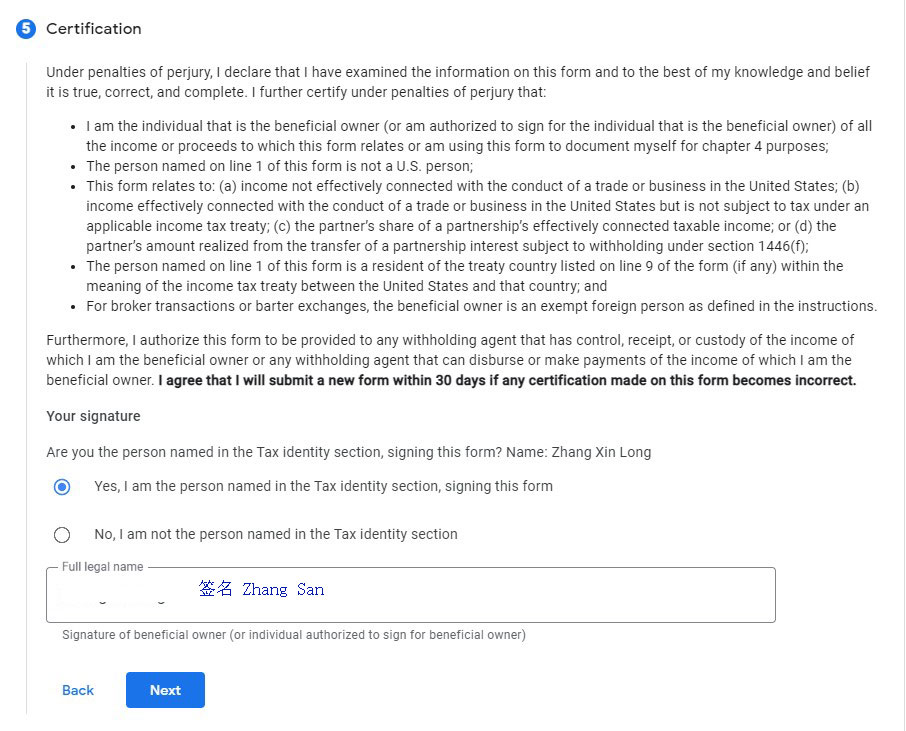 5 Certification
Under penalties of perjury, I declare that I have examined the information on this form and to the best of my knowledge and belief
it is true, correct, and complete. I further certify under penalties of perjury that:
• I am the individual that is the beneficial owner (or am authorized to sign for the individual that is the beneficial owner) of all
the income or proceeds to which this form relates or am using this form to document myself for chapter 4 purposes;
• The person named on line 1 of this form is not a U.S. person;
• This form relates to: (a) income not effectively connected with the conduct of a trade or business in the United States; (b)
income effectively connected with the conduct of a trade or business in the United States but is not subject to tax under an
applicable income tax treaty; (c) the partner’s share of a partnership’s effectively connected taxable income; or (d) the
partner’s amount realized from the transfer of a partnership interest subject to withholding under section 1446(f);
• The person named on line 1 of this form is a resident of the treaty country listed on line 9 of the form (if any) within the
meaning of the income tax treaty between the United States and that country; and
• For broker transactions or barter exchanges, the beneficial owner is an exempt foreign person as defined in the instructions.
Furthermore, I authorize this form to be provided to any withholding agent that has control, receipt, or custody of the income of
which I am the beneficial owner or any withholding agent that can disburse or make payments of the income of which I am the
beneficial owner. I agree that I will submit a new form within 30 days if any certification made on this form becomes incorrect.
Your signature
Are you the person named in the Tax identity section, signing this form? Name: Zhang Xin Long
Yes, I am the person named in the Tax identity section, signing this form
No, I am not the person named in the Tax identity section
Full legal name
签名 Zhang San
Signature of beneficial owner (or individual authorized to sign for beneficial owner)
Back Next